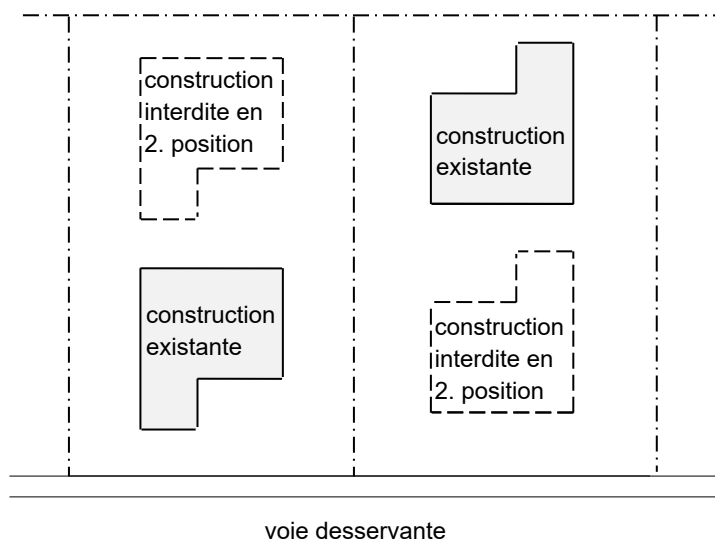 construction
interdite en
2. position
construction
existante
construction
existante
construction
interdite en
2. position
voie desservante